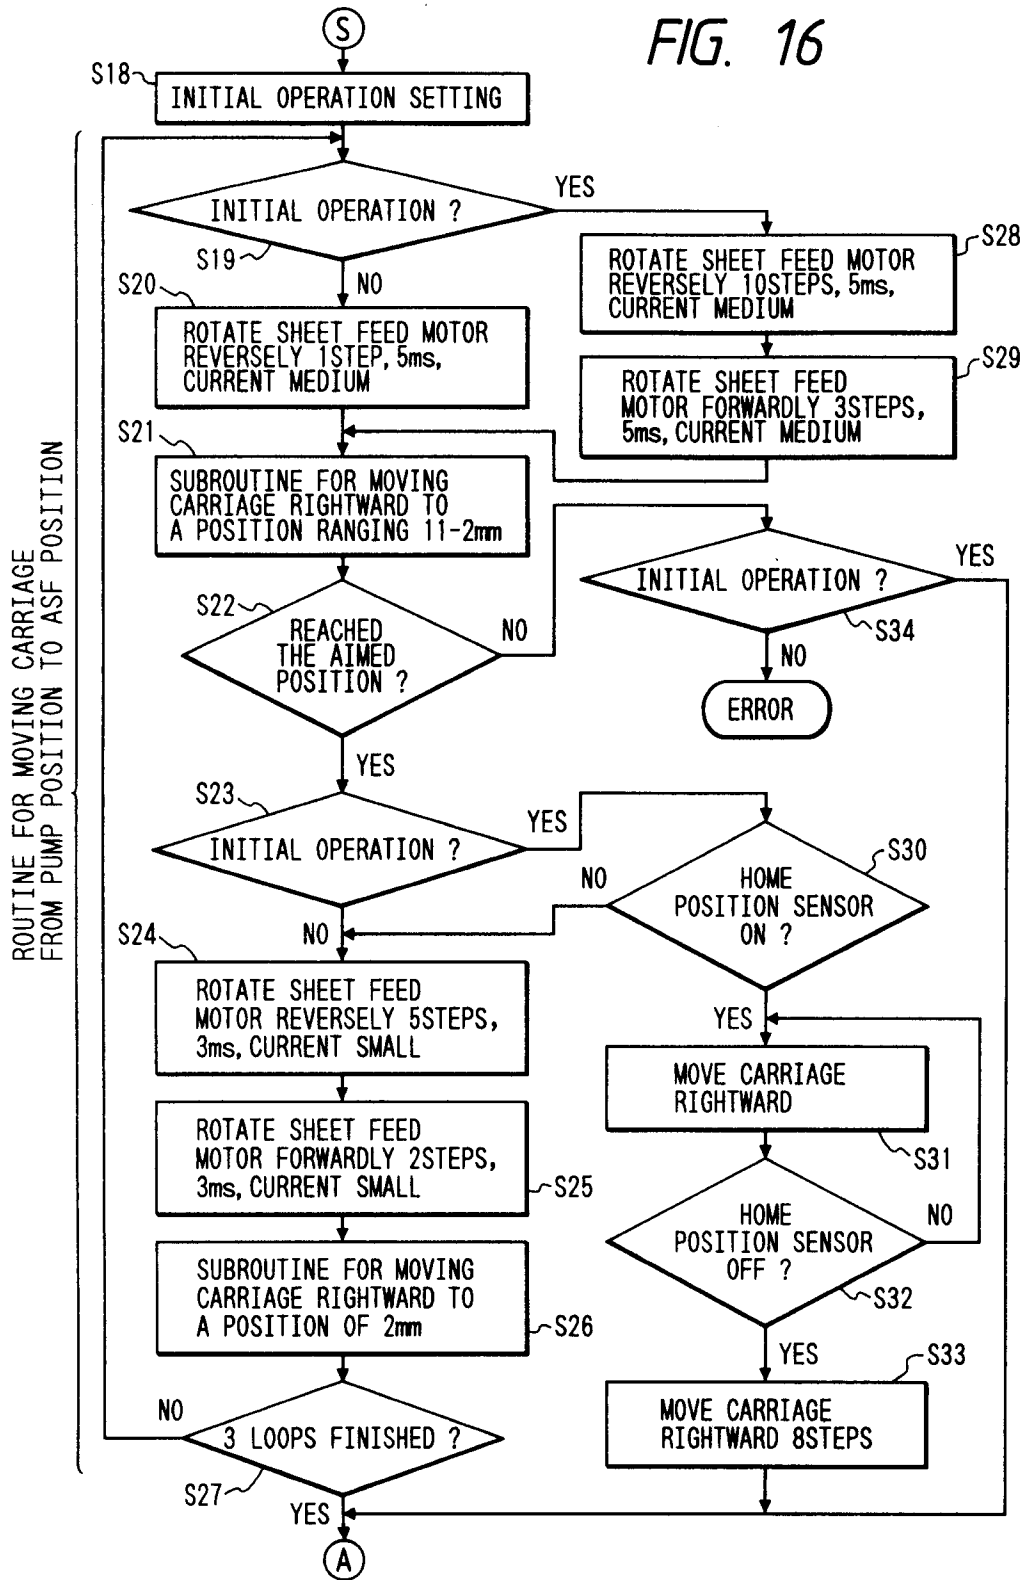 S
FIG. 16
S18
INITIAL OPERATION SETTING
INITIAL OPERATION ?
YES
S19
NO
S28
ROTATE SHEET FEED MOTOR
REVERSELY 10STEPS, 5ms,
CURRENT MEDIUM
S20
ROTATE SHEET FEED MOTOR
REVERSELY 1STEP, 5ms,
CURRENT MEDIUM
S29
ROTATE SHEET FEED
MOTOR FORWARDLY 3STEPS,
5ms, CURRENT MEDIUM
S21
SUBROUTINE FOR MOVING
CARRIAGE RIGHTWARD TO
A POSITION RANGING 11-2mm
INITIAL OPERATION ?
YES
S34
NO
ERROR
S22
REACHED
THE AIMED
POSITION ?
NO
YES
S23
INITIAL OPERATION ?
YES
NO
S30
HOME
POSITION SENSOR
ON ?
NO
YES
S24
ROTATE SHEET FEED
MOTOR REVERSELY 5STEPS,
3ms, CURRENT SMALL
MOVE CARRIAGE
RIGHTWARD
S31
ROTATE SHEET FEED
MOTOR FORWARDLY 2STEPS,
3ms, CURRENT SMALL
S25
HOME
POSITION SENSOR
OFF ?
NO
S32
YES
SUBROUTINE FOR MOVING
CARRIAGE RIGHTWARD TO
A POSITION OF 2mm
S26
S33
MOVE CARRIAGE
RIGHTWARD 8STEPS
NO
3 LOOPS FINISHED ?
S27
YES
A
ROUTINE FOR MOVING CARRIAGE
FROM PUMP POSITION TO ASF POSITION